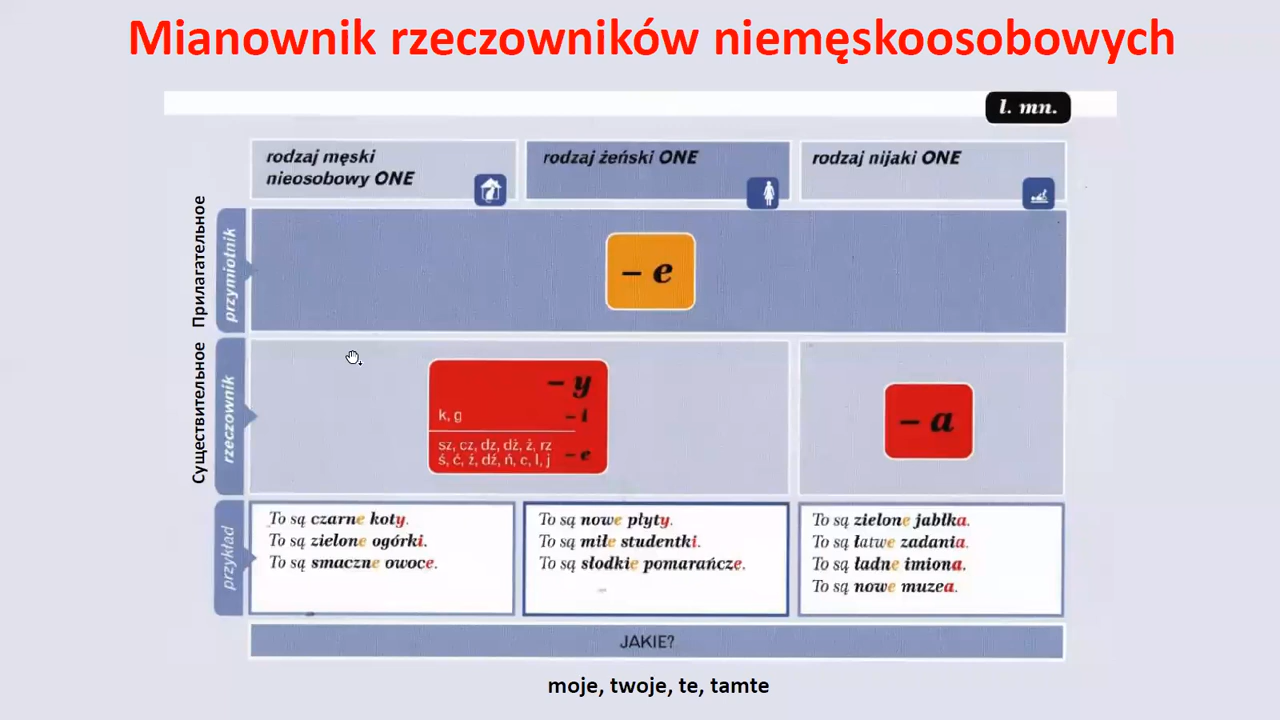 Mianownik rzeczowników niemęskoosobowych
l. mn.
rodzaj męski
nieosobowy ONE
rodzaj żeński ONE
rodzaj nijaki ONE
Прилагательное
przymiotnik
– e
Существительное
rzeczownik
– y
k, g – i
sz, cz, dz, dż, ż, rz
ś, ć, ź, dź, ń, c, l, j – e
– a
przykład
To są czarne koty.
To są zielone ogórki.
To są smaczne owoce.
To są nowe płyty.
To są miłe studentki.
To są słodkie pomarańcze.
To są zielone jabłka.
To są łatwe zadania.
To są ładne imiona.
To są nowe muzea.
JAKIE?
moje, twoje, te, tamte